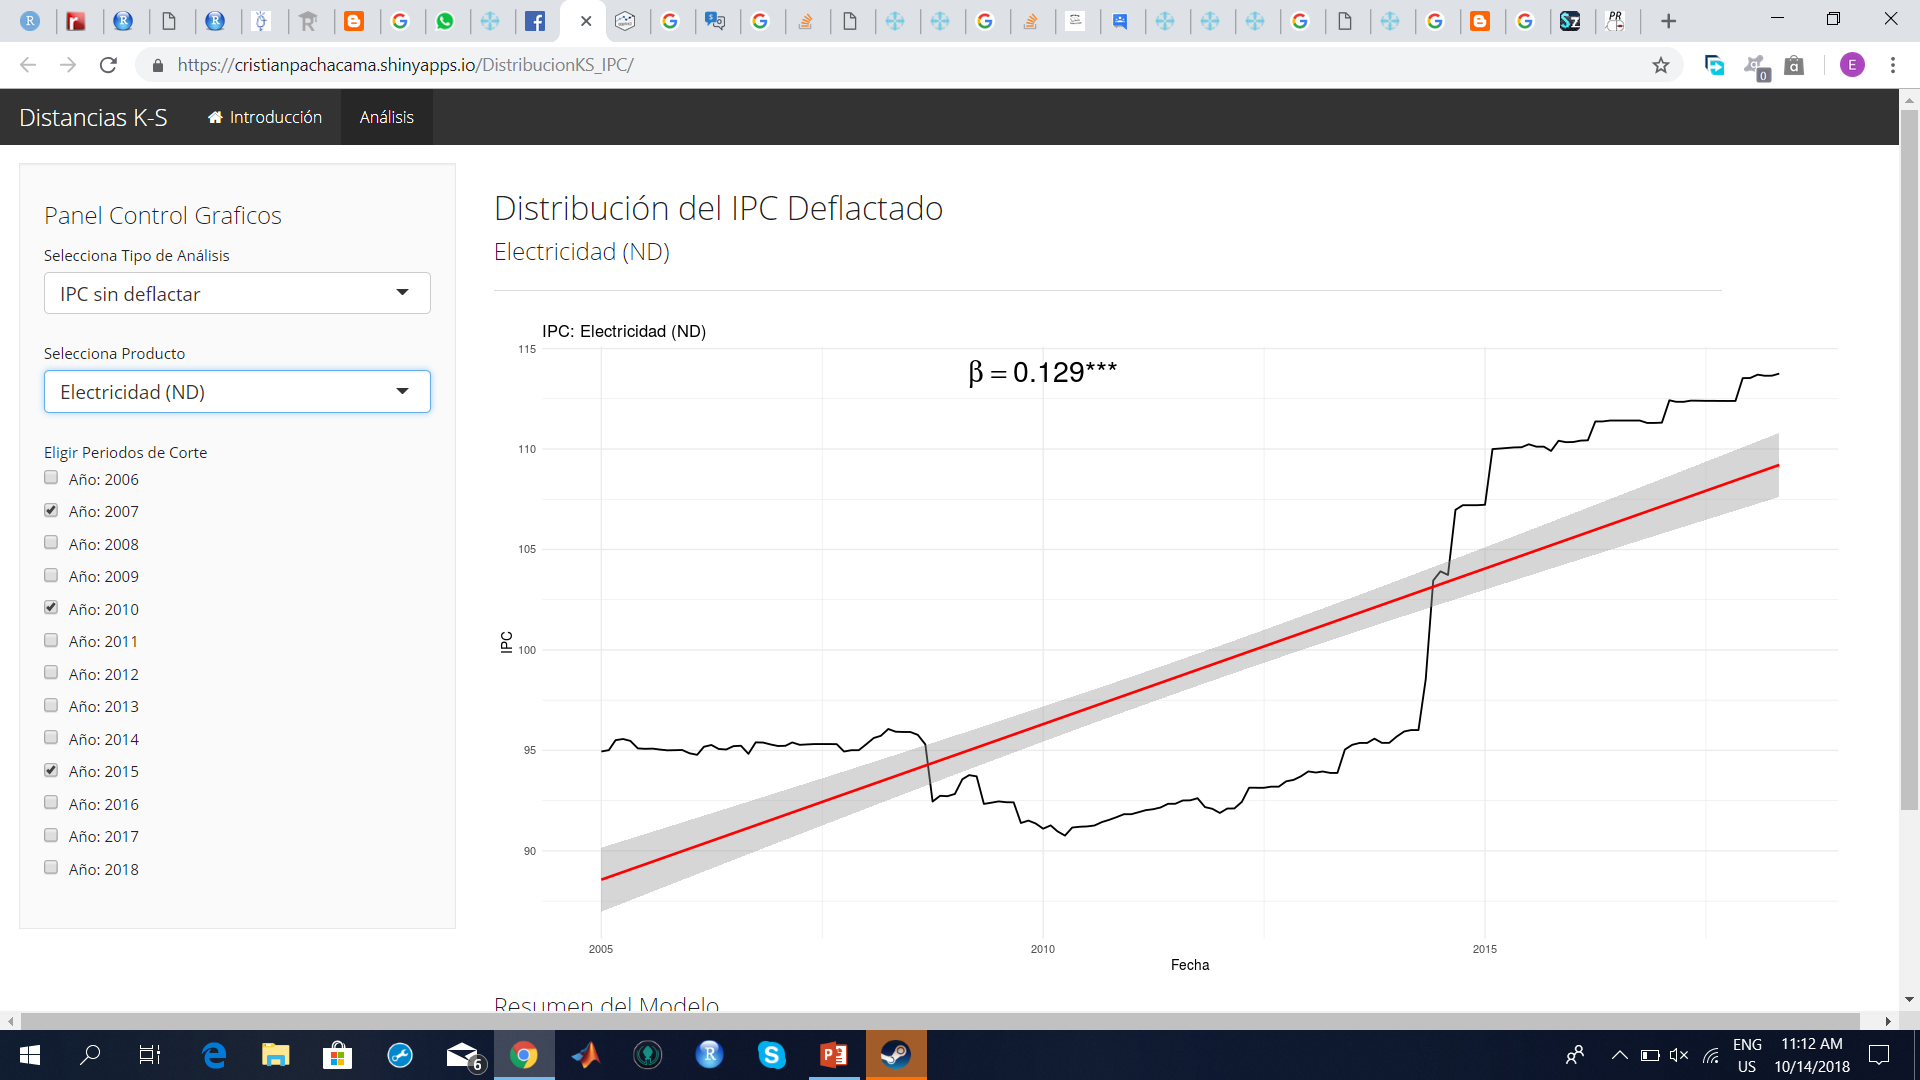 https://cristianpachacama.shinyapps.io/DistribucionKS_IPC/
0
E
Distancias K-S
Introducción
Análisis
Panel Control Graficos
Selecciona Tipo de Análisis
IPC sin deflactar
Selecciona Producto
Electricidad (ND)
Eligir Periodos de Corte
Año: 2006
Año: 2007
Año: 2008
Año: 2009
Año: 2010
Año: 2011
Año: 2012
Año: 2013
Año: 2014
Año: 2015
Año: 2016
Año: 2017
Año: 2018
Distribución del IPC Deflactado
Electricidad (ND)
IPC: Electricidad (ND)
β = 0.129***
115
110
105
100
95
90
IPC
2005
2010
2015
Fecha
Resumen del Modelo
6
ENG
US
11:12 AM
10/14/2018